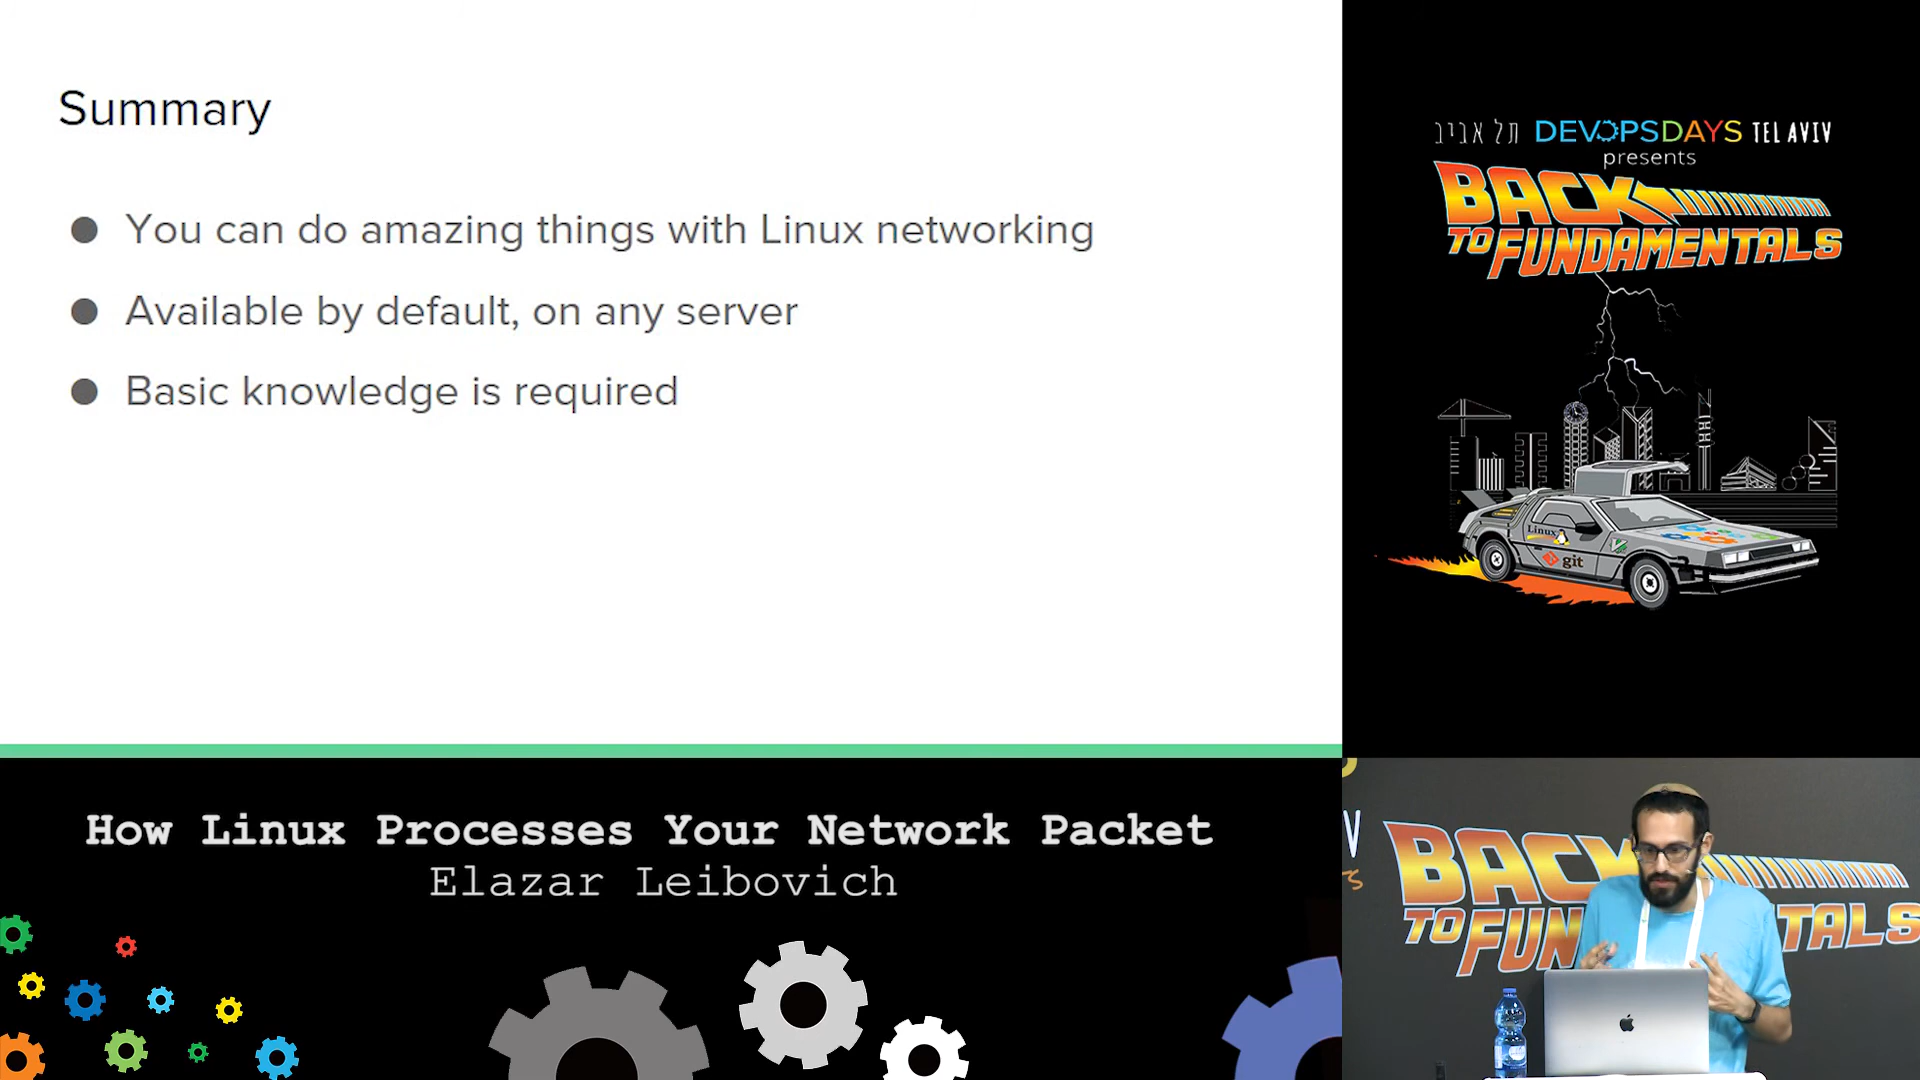 Summary
● You can do amazing things with Linux networking
● Available by default, on any server
● Basic knowledge is required
תל אביב DEVOPSDAYS TEL AVIV
presents
BACK
TO FUNDAMENTALS
Linux
git
How Linux Processes Your Network Packet
Elazar Leibovich
V
BACK
TO FUN TALS